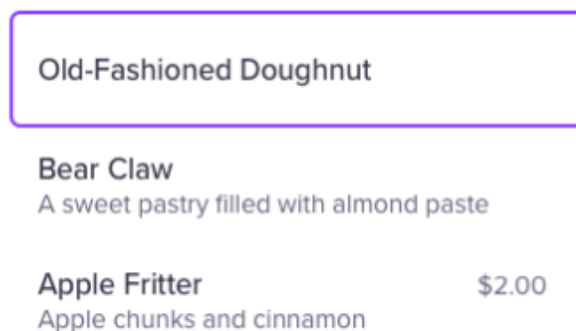 Old-Fashioned Doughnut
Bear Claw
A sweet pastry filled with almond paste
Apple Fritter $2.00
Apple chunks and cinnamon